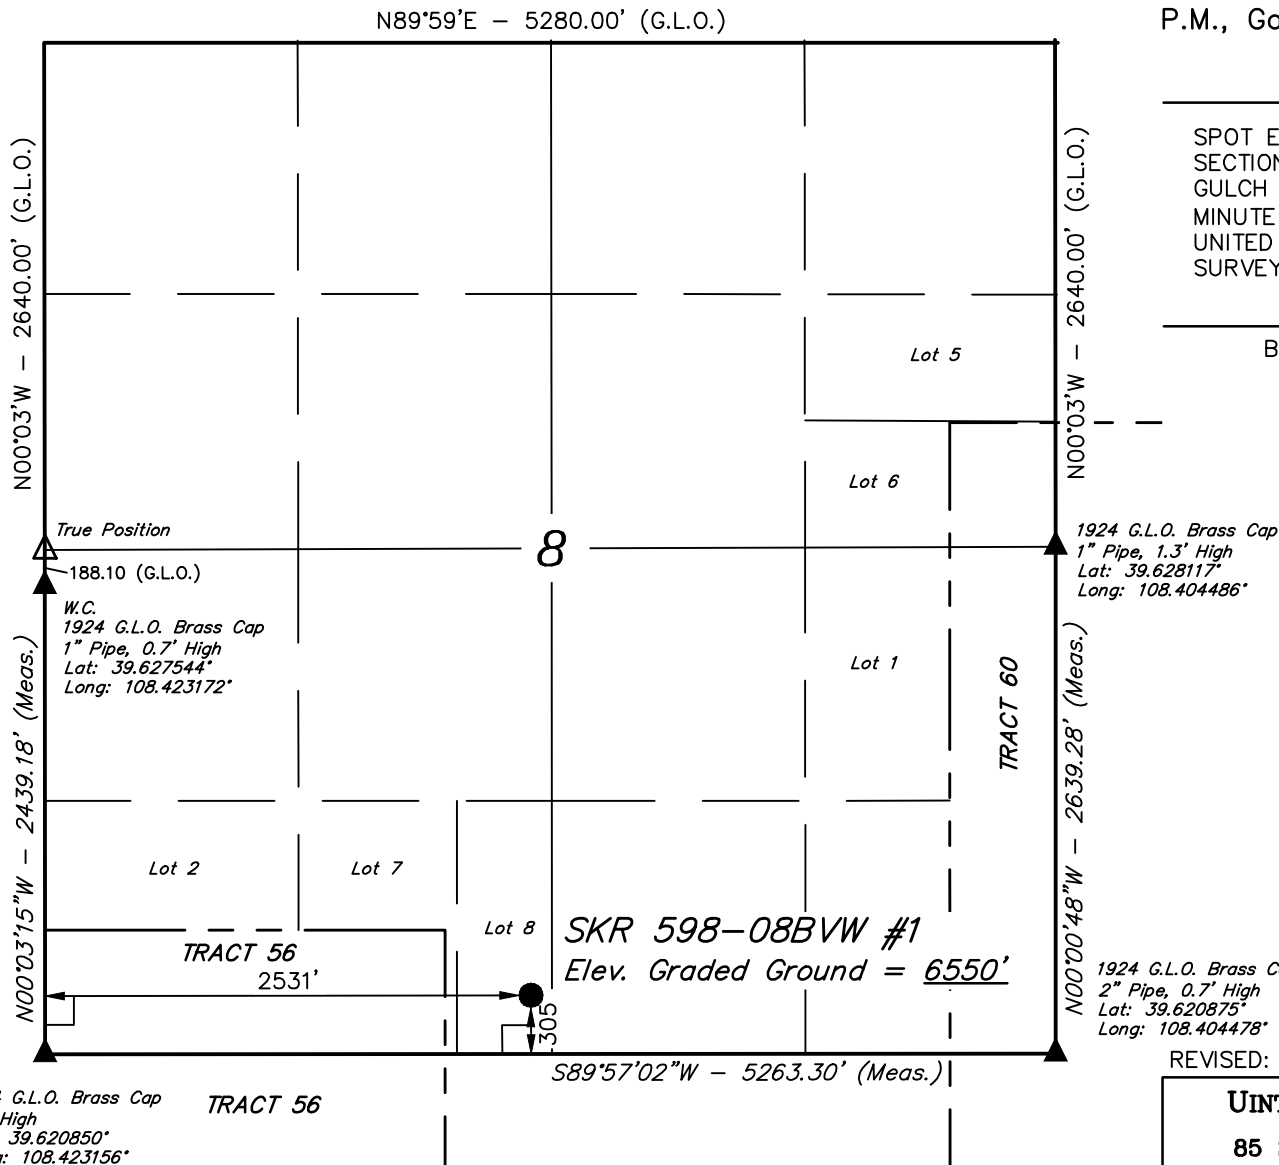 N89°59'E – 5280.00' (G.L.O.)
P.M.,
N00°03'W – 2640.00' (G.L.O.)
N00°03'W – 2640.00' (G.L.O.)
SPOT
SECTION
GULCH
MINUTE
UNITED
SURVEY
B
Lot 5
Lot 6
True Position
188.10 (G.L.O.)
8
1924 G.L.O. Brass Cap
1" Pipe, 1.3' High
Lat: 39.628117°
Long: 108.404486°
W.C.
1924 G.L.O. Brass Cap
1" Pipe, 0.7' High
Lat: 39.627544°
Long: 108.423172°
Lot 1
TRACT 60
N00°03'15"W – 2439.18' (Meas.)
N00°00'48"W – 2639.28' (Meas.)
Lot 2
Lot 7
Lot 8
SKR 598–08BVW #1
Elev. Graded Ground = 6550'
TRACT 56
2531'
305'
1924 G.L.O. Brass
2" Pipe, 0.7' High
Lat: 39.620875°
Long: 108.404478°
S89°57'02"W – 5263.30' (Meas.)
REVISED:
G.L.O. Brass Cap
High
39.620850°
108.423156°
TRACT 56
85